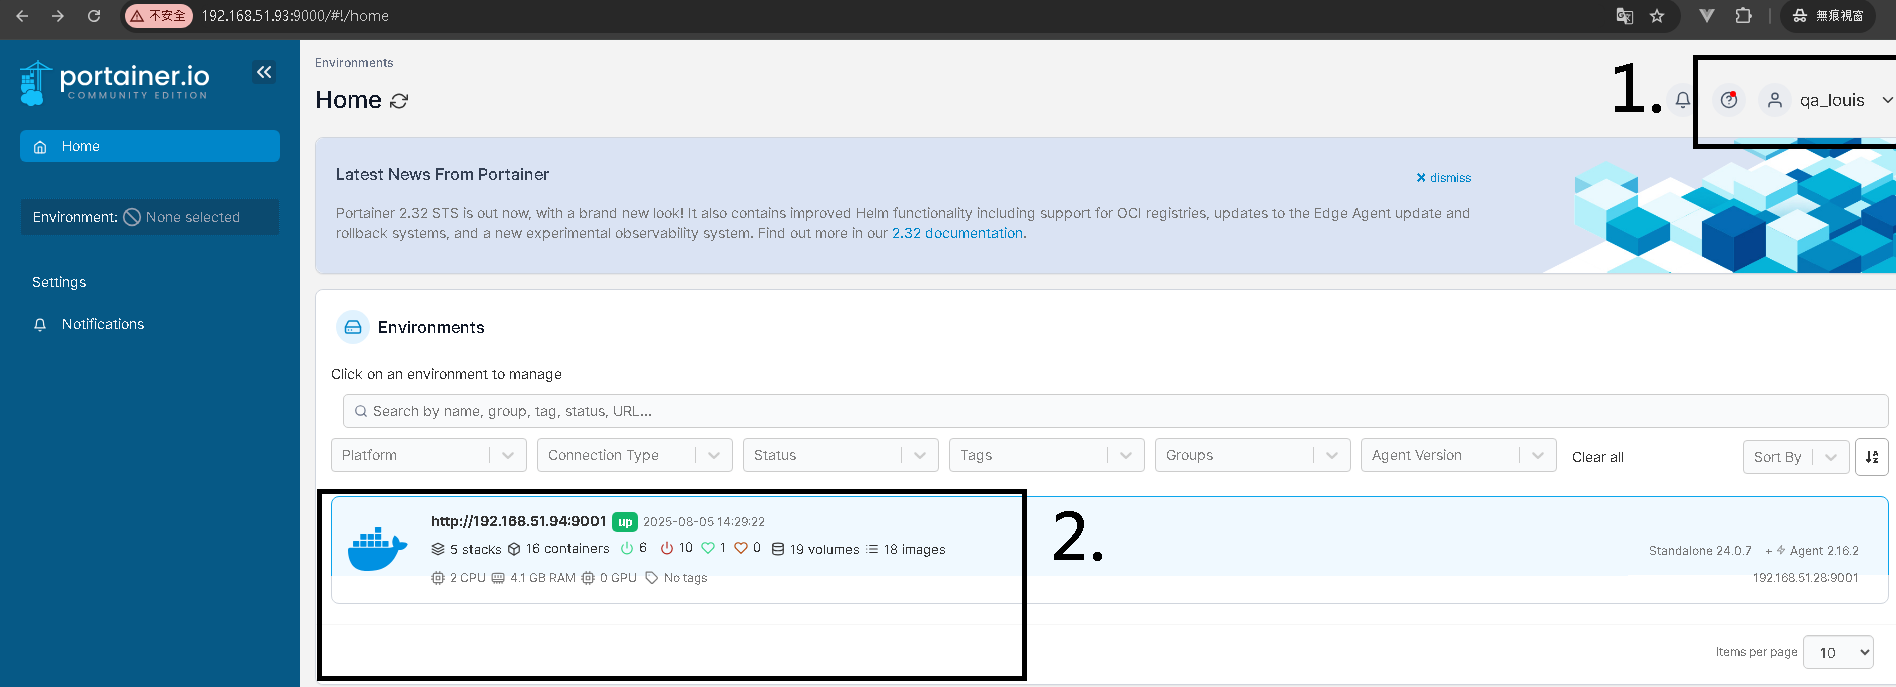 不安全 192.168.51.93:9000/#!/home 無痕視窗
portainer.io
COMMUNITY EDITION
Home
Environment: None selected
Settings
Notifications
Environments
Home
1.
qa_louis
Latest News From Portainer
dismiss
Portainer 2.32 STS is out now, with a brand new look! It also contains improved Helm functionality including support for OCI registries, updates to the Edge Agent update and
rollback systems, and a new experimental observability system. Find out more in our 2.32 documentation.
Environments
Click on an environment to manage
Search by name, group, tag, status, URL...
Platform Connection Type Status Tags Groups Agent Version Clear all Sort By
http://192.168.51.94:9001 up 2025-08-05 14:29:22
5 stacks 16 containers 6 10 1 0 19 volumes 18 images
2 CPU 4.1 GB RAM 0 GPU No tags
2.
Standalone 24.0.7 + Agent 2.16.2
192.168.51.28:9001
Items per page 10